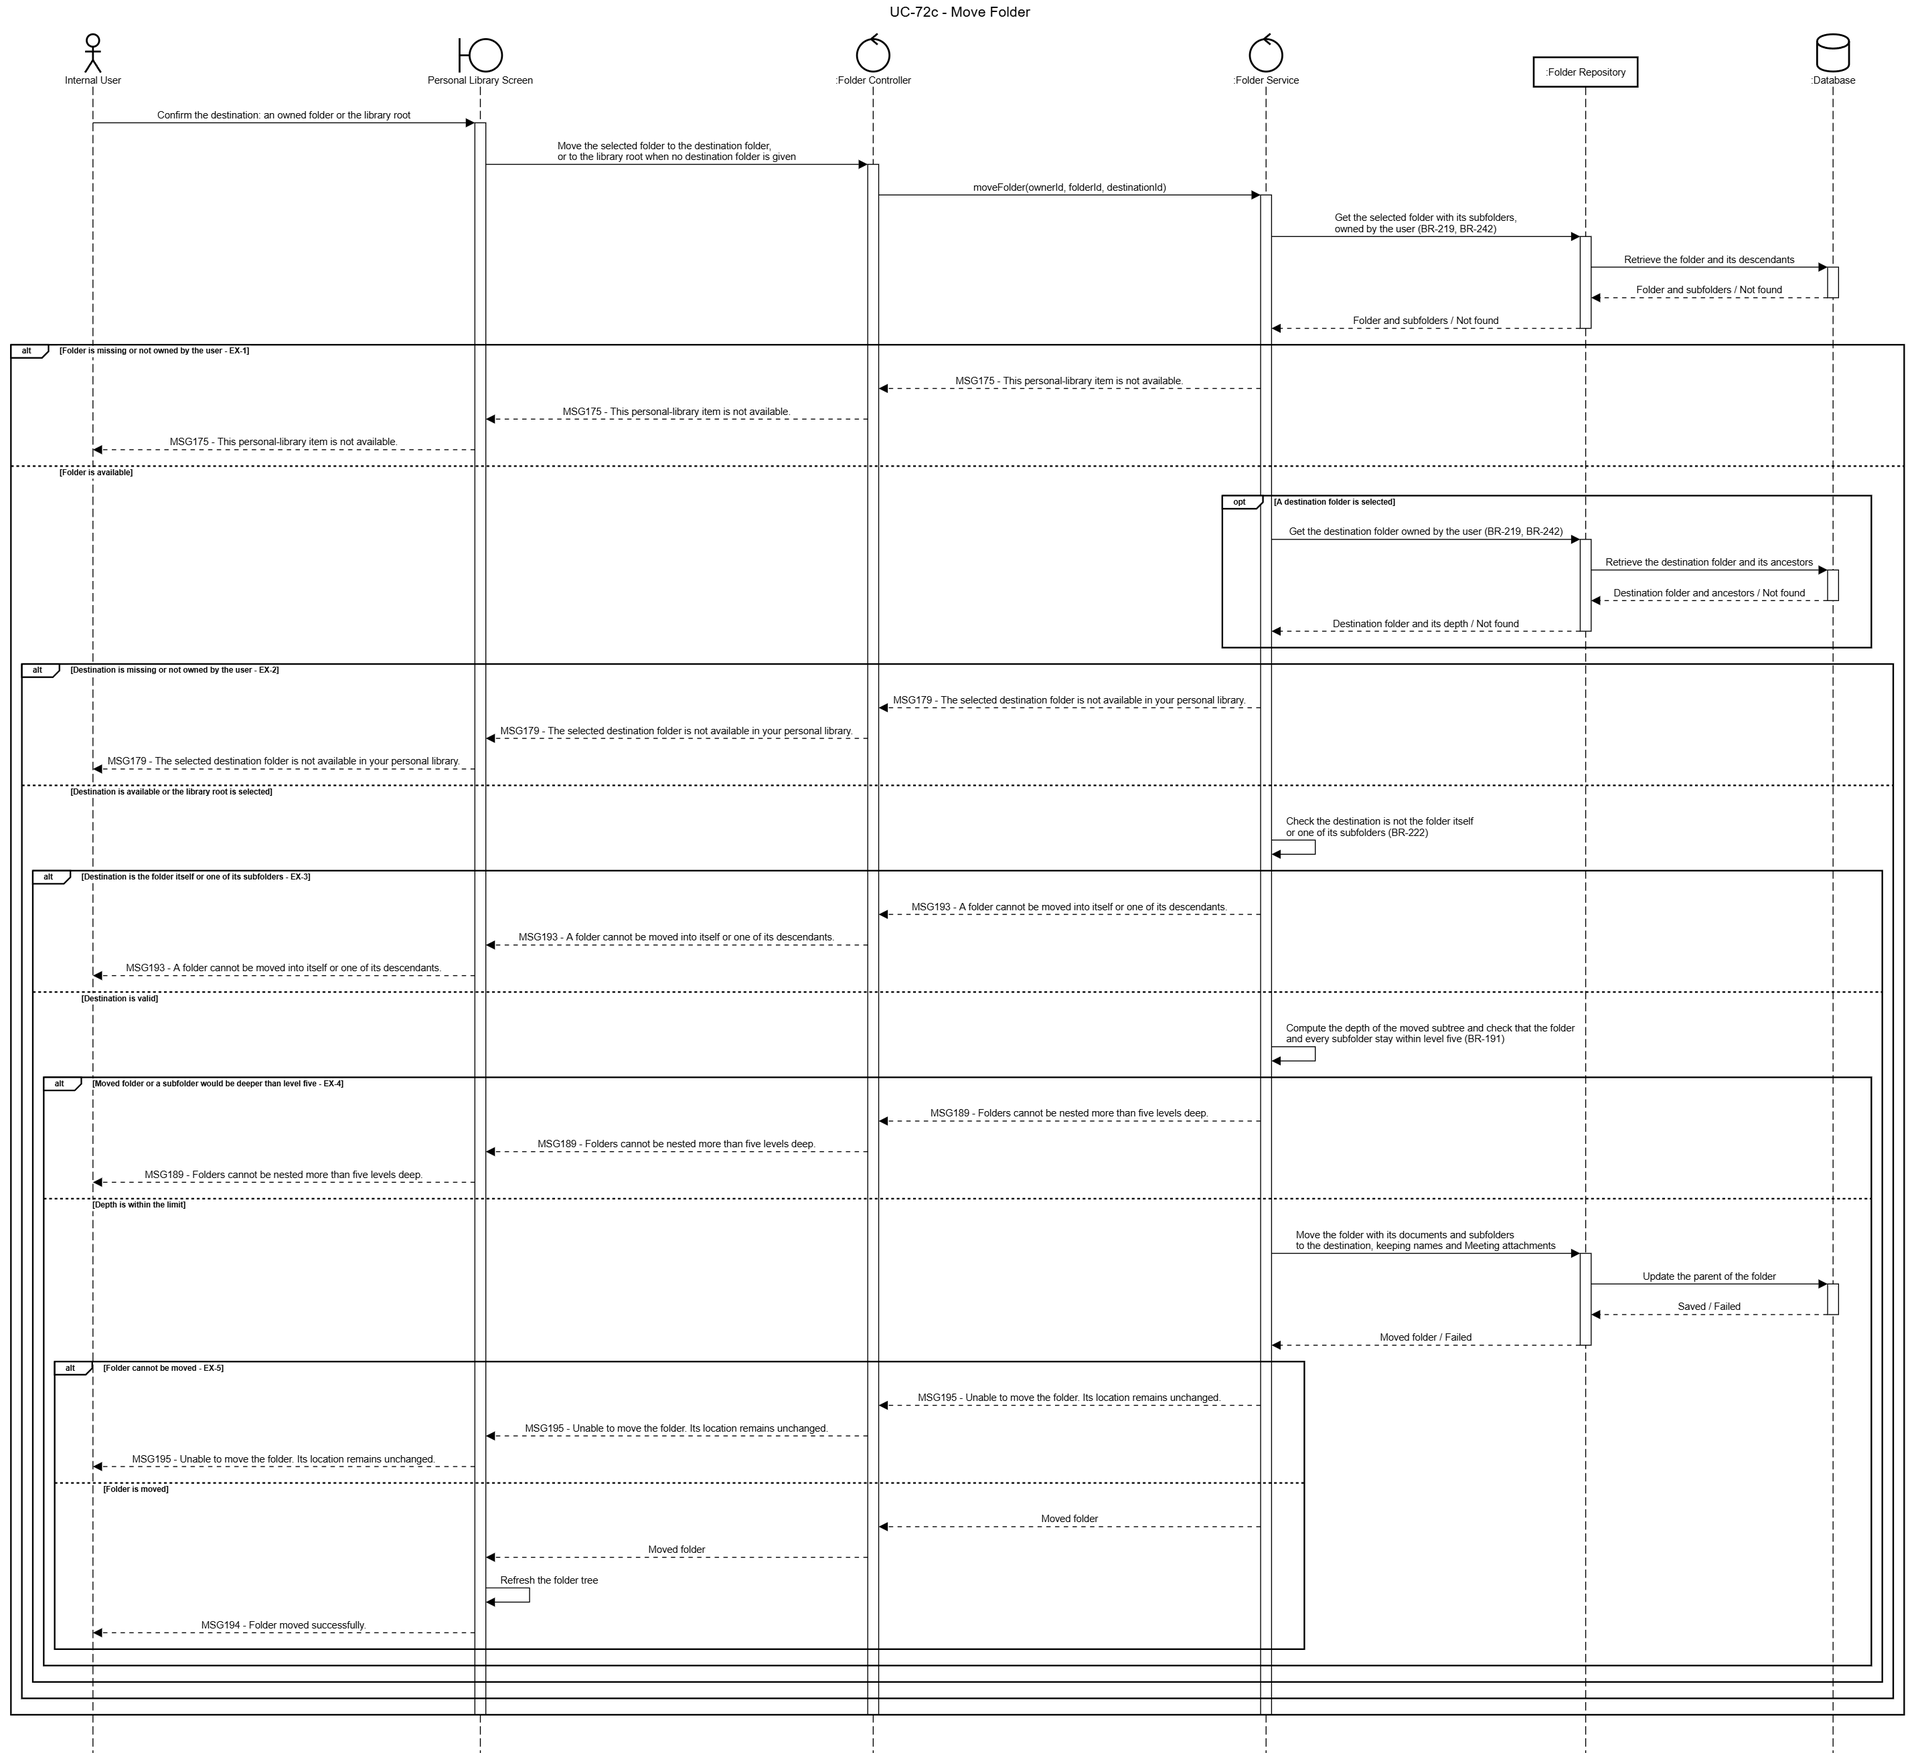 UC-72c - Move Folder
Internal User
Personal Library Screen
:Folder Controller
:Folder Service
:Folder Repository
:Database
Confirm the destination: an owned folder or the library root
Move the selected folder to the destination folder,
or to the library root when no destination folder is given
moveFolder(ownerId, folderId, destinationId)
Get the selected folder with its subfolders,
owned by the user (BR-219, BR-242)
Retrieve the folder and its descendants
Folder and subfolders / Not found
Folder and subfolders / Not found
alt
[Folder is missing or not owned by the user - EX-1]
MSG175 - This personal-library item is not available.
MSG175 - This personal-library item is not available.
MSG175 - This personal-library item is not available.
[Folder is available]
opt
[A destination folder is selected]
Get the destination folder owned by the user (BR-219, BR-242)
Retrieve the destination folder and its ancestors
Destination folder and ancestors / Not found
Destination folder and its depth / Not found
alt
[Destination is missing or not owned by the user - EX-2]
MSG179 - The selected destination folder is not available in your personal library.
MSG179 - The selected destination folder is not available in your personal library.
MSG179 - The selected destination folder is not available in your personal library.
[Destination is available or the library root is selected]
Check the destination is not the folder itself
or one of its subfolders (BR-222)
alt
[Destination is the folder itself or one of its subfolders - EX-3]
MSG193 - A folder cannot be moved into itself or one of its descendants.
MSG193 - A folder cannot be moved into itself or one of its descendants.
MSG193 - A folder cannot be moved into itself or one of its descendants.
[Destination is valid]
Compute the depth of the moved subtree and check that the folder
and every subfolder stay within level five (BR-191)
alt
[Moved folder or a subfolder would be deeper than level five - EX-4]
MSG189 - Folders cannot be nested more than five levels deep.
MSG189 - Folders cannot be nested more than five levels deep.
MSG189 - Folders cannot be nested more than five levels deep.
[Depth is within the limit]
Move the folder with its documents and subfolders
to the destination, keeping names and Meeting attachments
Update the parent of the folder
Saved / Failed
Moved folder / Failed
alt
[Folder cannot be moved - EX-5]
MSG195 - Unable to move the folder. Its location remains unchanged.
MSG195 - Unable to move the folder. Its location remains unchanged.
MSG195 - Unable to move the folder. Its location remains unchanged.
[Folder is moved]
Moved folder
Moved folder
Refresh the folder tree
MSG194 - Folder moved successfully.